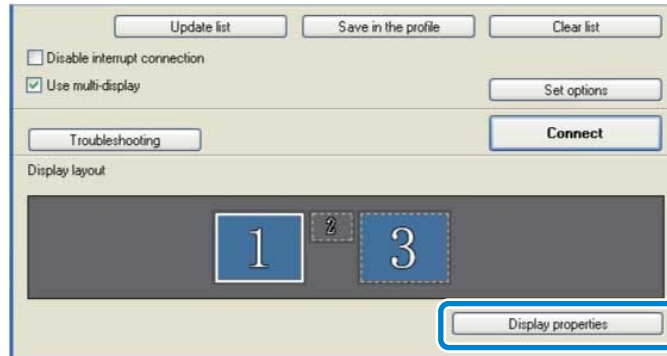 Update list Save in the profile Clear list
Disable interrupt connection
Use multi-display
Set options
Troubleshooting Connect
Display layout
1 2 3
Display properties